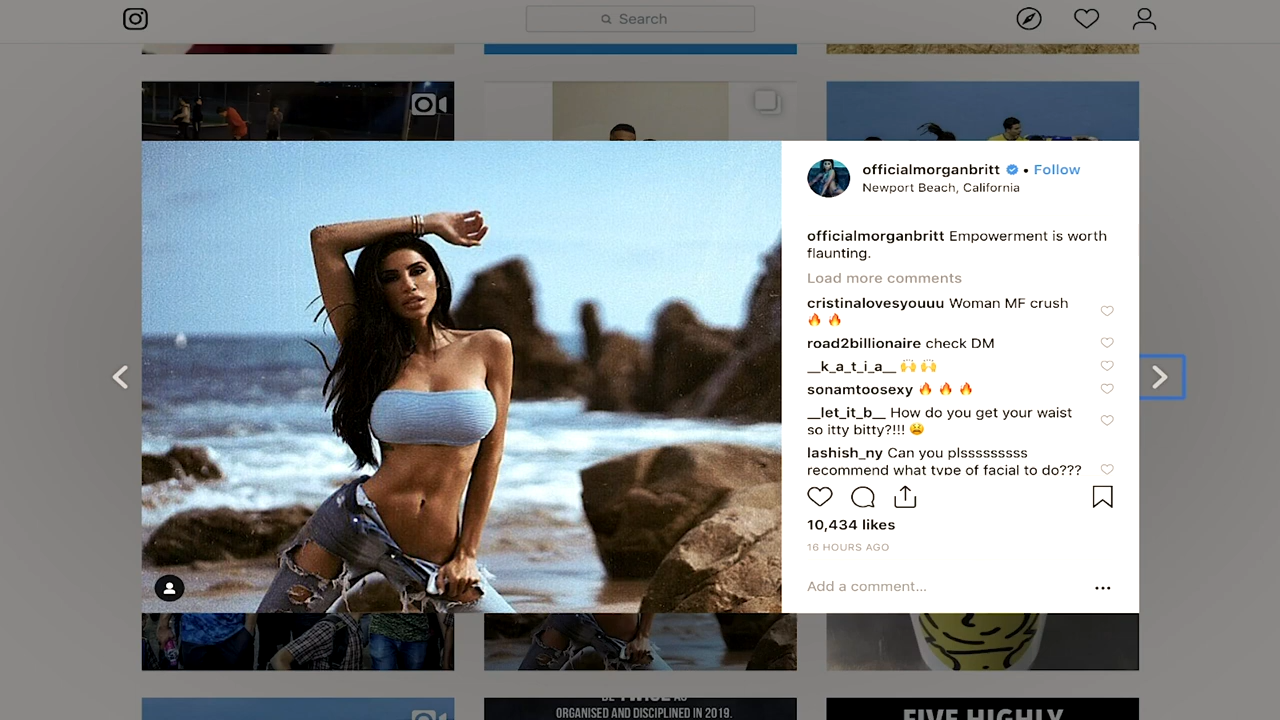 Search
officialmorganbritt • Follow
Newport Beach, California
officialmorganbritt Empowerment is worth
flaunting.
Load more comments
cristinalovesyouuu Woman MF crush
🔥 🔥
road2billionaire check DM
__k_a_t_i_a__ 🙌 🙌
sonamtoosexy 🔥 🔥 🔥
__let_it_b__ How do you get your waist
so itty bitty?!!! 😫
lashish_ny Can you plsssssssss
recommend what type of facial to do???
10,434 likes
16 HOURS AGO
Add a comment...
BE TWICE AS
ORGANISED AND DISCIPLINED IN 2019.
FIVE HIGHLY